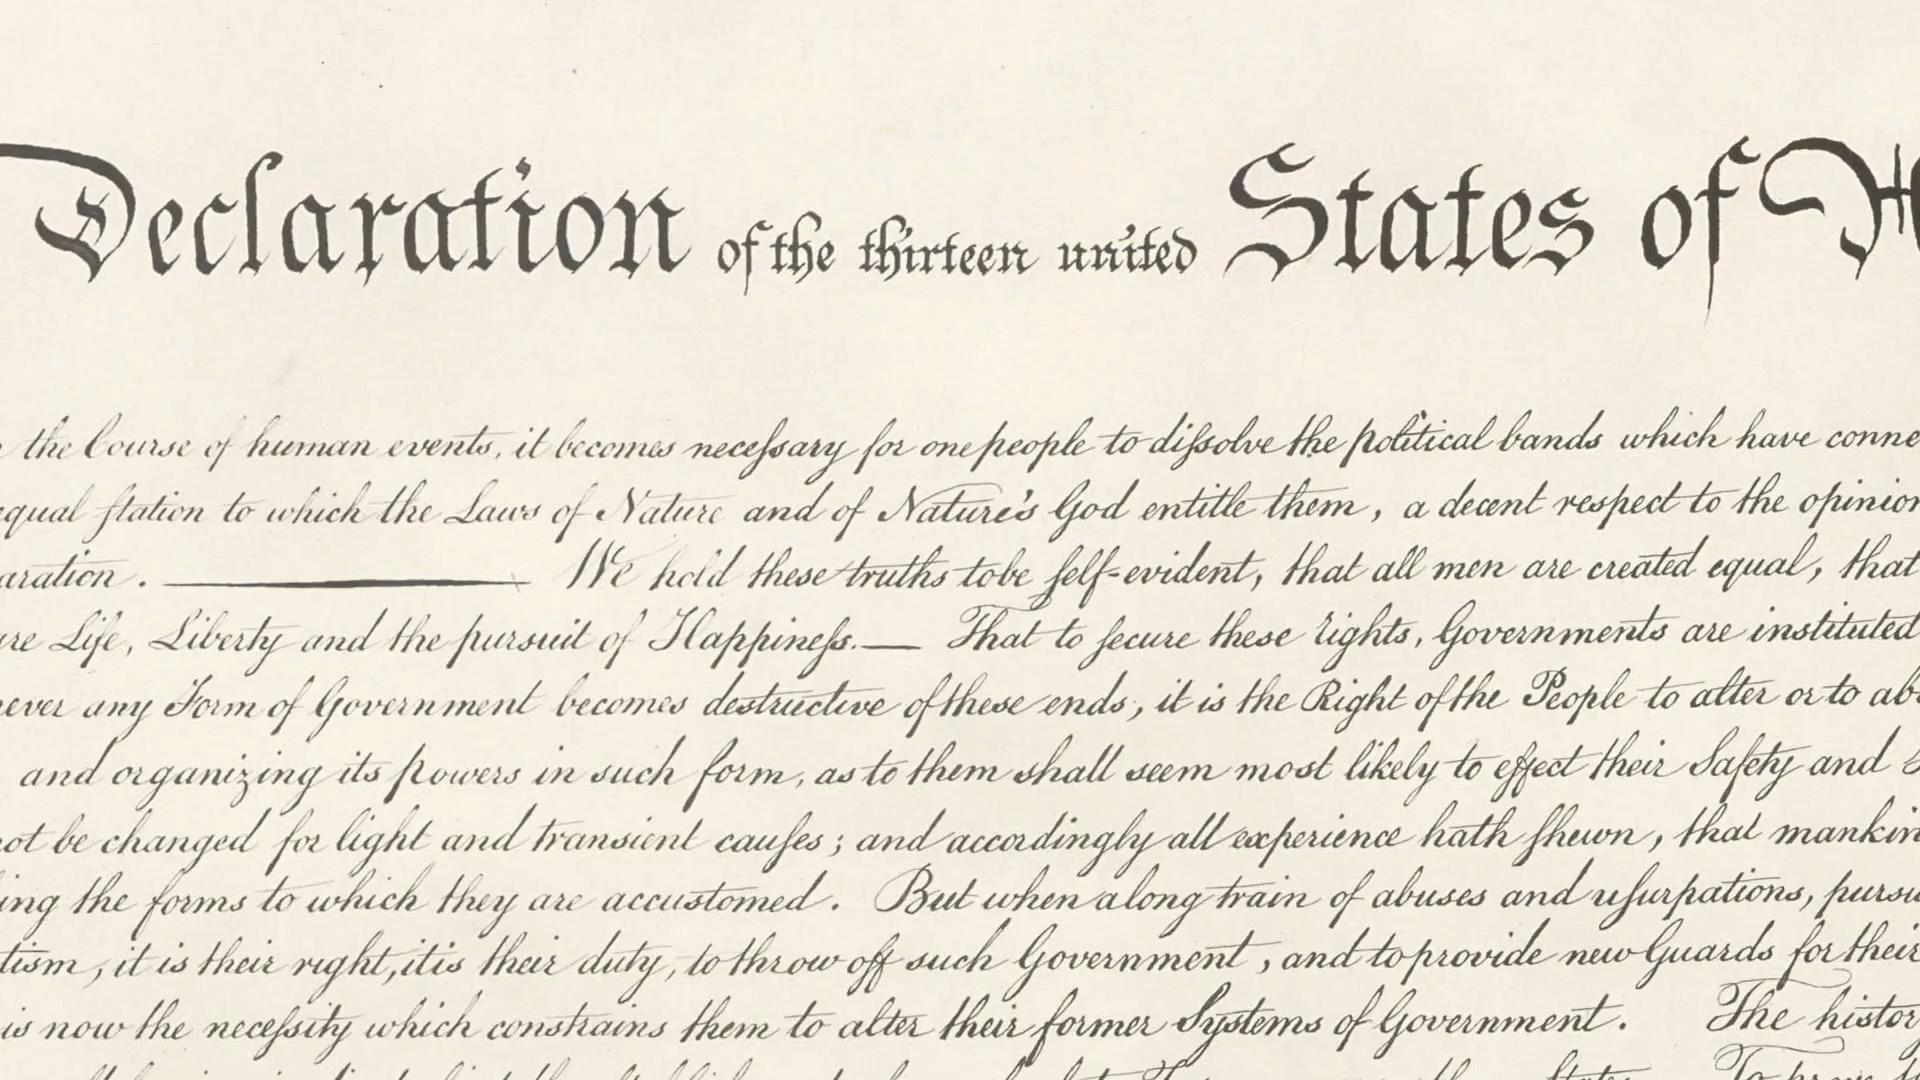 Declaration of the thirteen united States of
the Course of human events, it becomes neceſsary for one people to diſsolve the political bands which have conne
equal ſtation to which the Laws of Nature and of Nature's God entitle them, a decent respect to the opinion
aration. We hold these truths to be ſelf-evident, that all men are created equal, that
are Life, Liberty and the pursuit of Happineſs.— That to ſecure these rights, Governments are instituted
never any Form of Government becomes destructive of these ends, it is the Right of the People to alter or to ab
and organizing its powers in such form, as to them shall seem most likely to effect their Safety and
not be changed for light and transient cauſes; and accordingly all experience hath ſhewn, that mankin
ing the forms to which they are accustomed. But when a long train of abuses and uſurpations, pursu
tism, it is their right, it is their duty, to throw off such Government, and to provide new Guards for their
is now the neceſsity which constrains them to alter their former Systems of Government. The histor